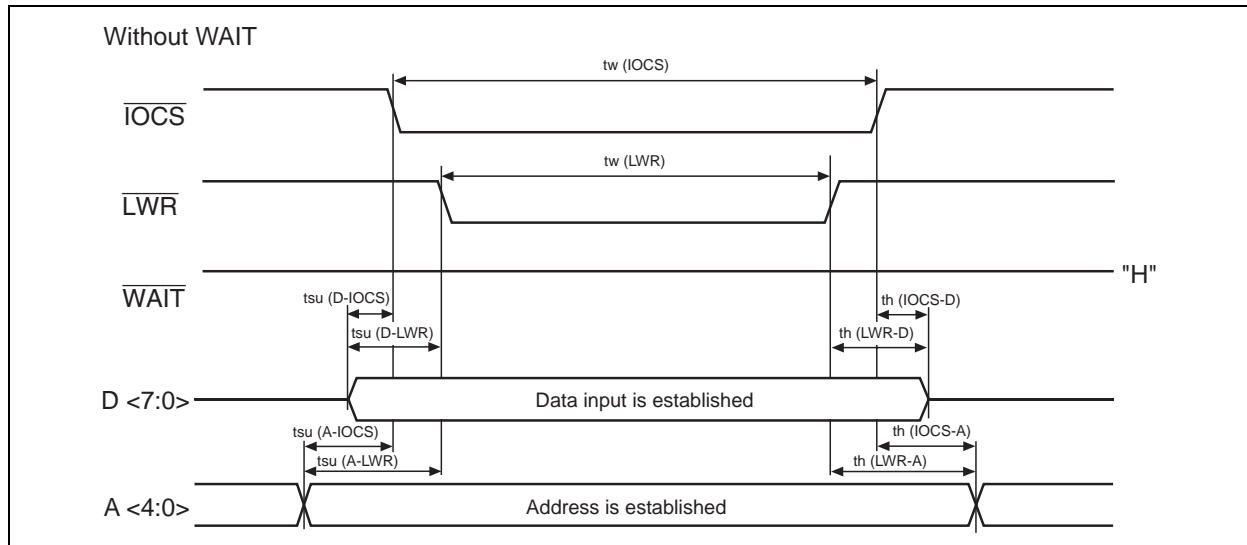 Without WAIT
tw (IOCS)
IOCS
tw (LWR)
LWR
"H"
WAIT
tsu (D-IOCS)
th (IOCS-D)
tsu (D-LWR)
th (LWR-D)
D <7:0>
Data input is established
tsu (A-IOCS)
th (IOCS-A)
tsu (A-LWR)
th (LWR-A)
A <4:0>
Address is established